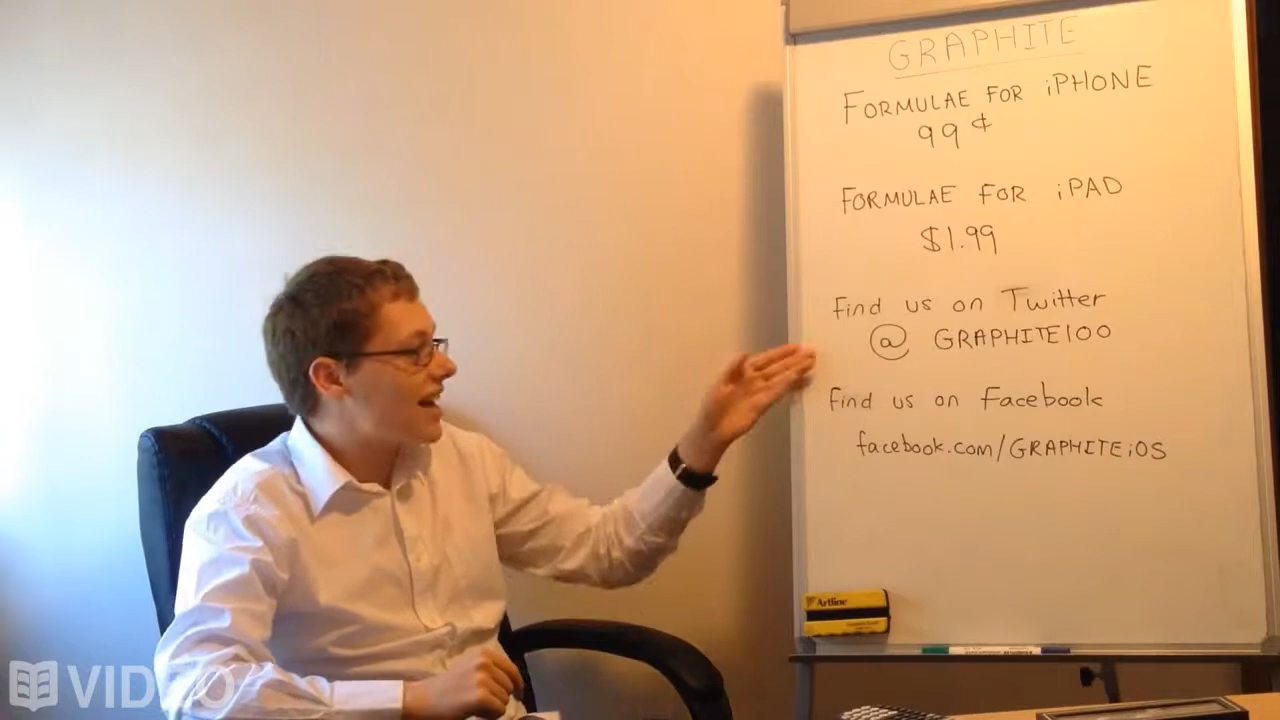 GRAPHITE
FORMULAE FOR iPHONE
99¢
FORMULAE FOR iPAD
$1.99
Find us on Twitter
@ GRAPHITE100
Find us on Facebook
facebook.com/GRAPHITEiOS
Artline
VIDEO